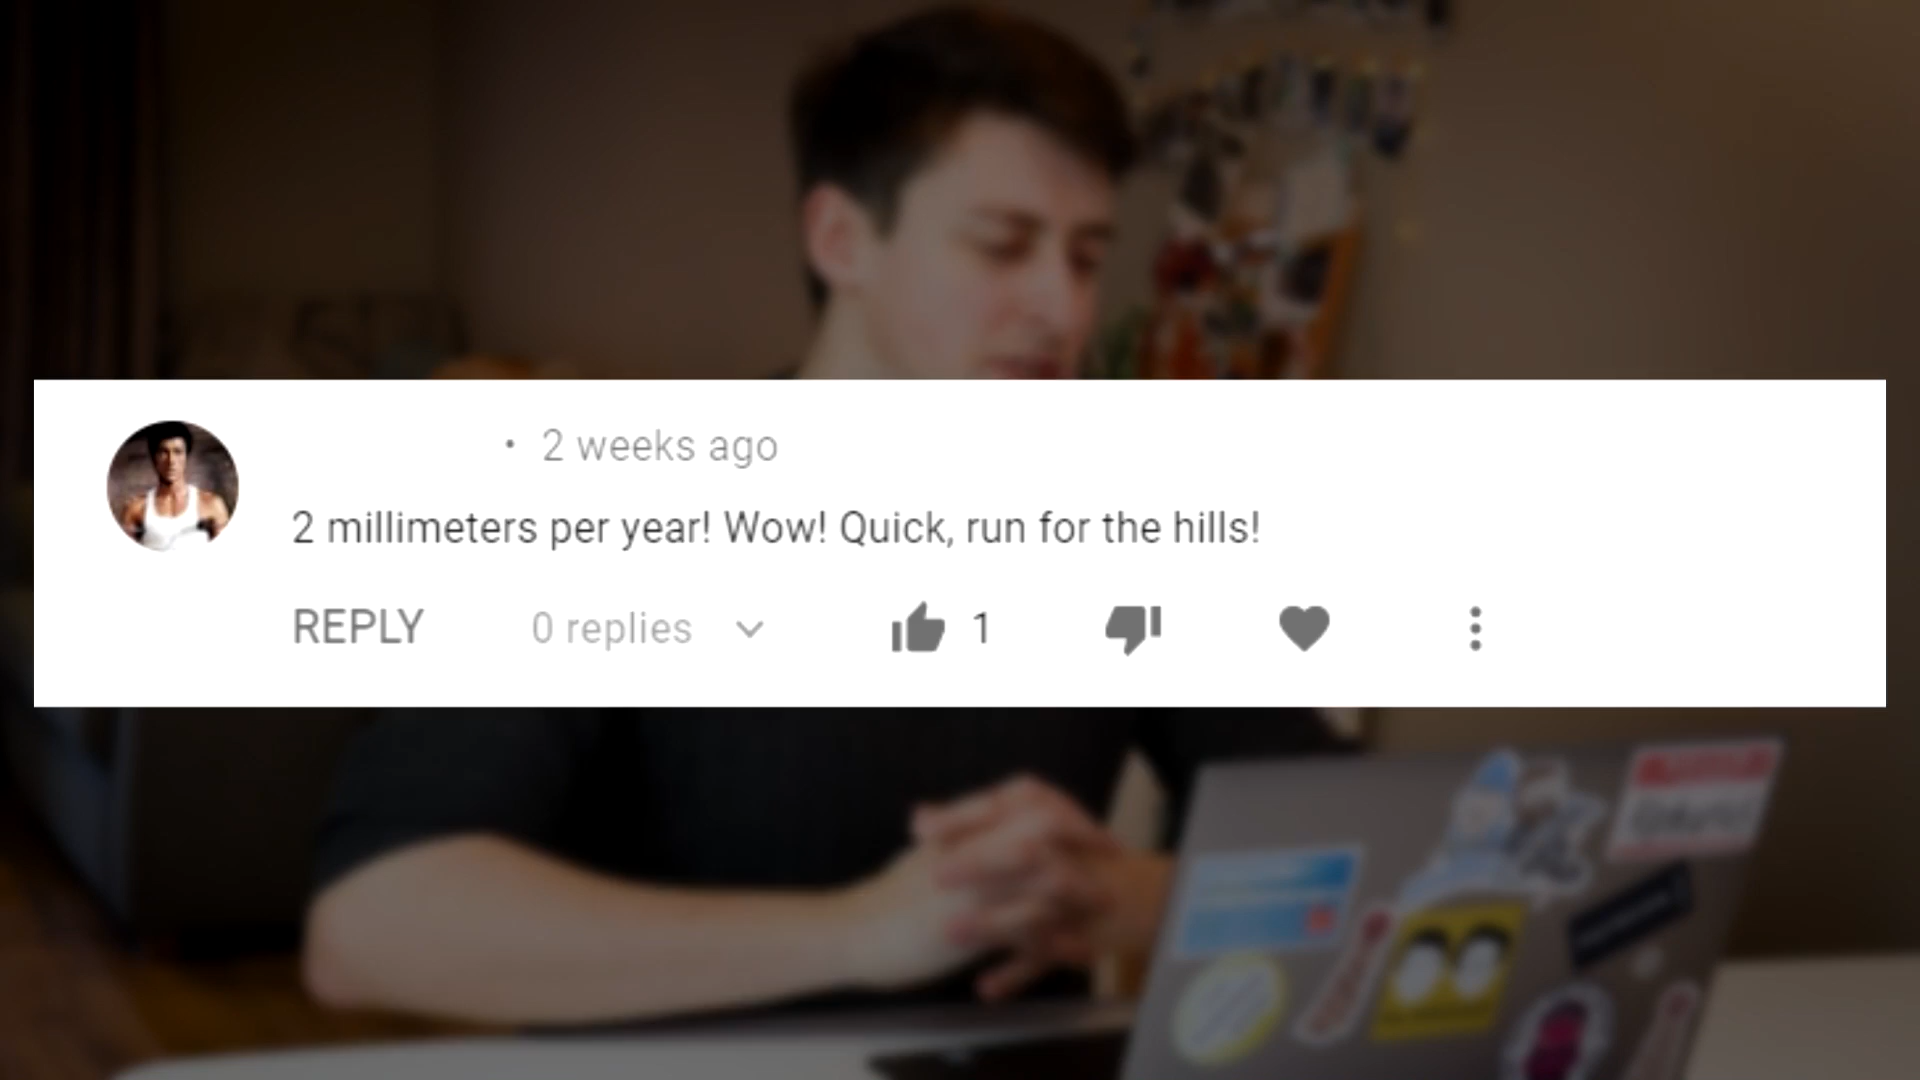 • 2 weeks ago
2 millimeters per year! Wow! Quick, run for the hills!
REPLY 0 replies 1